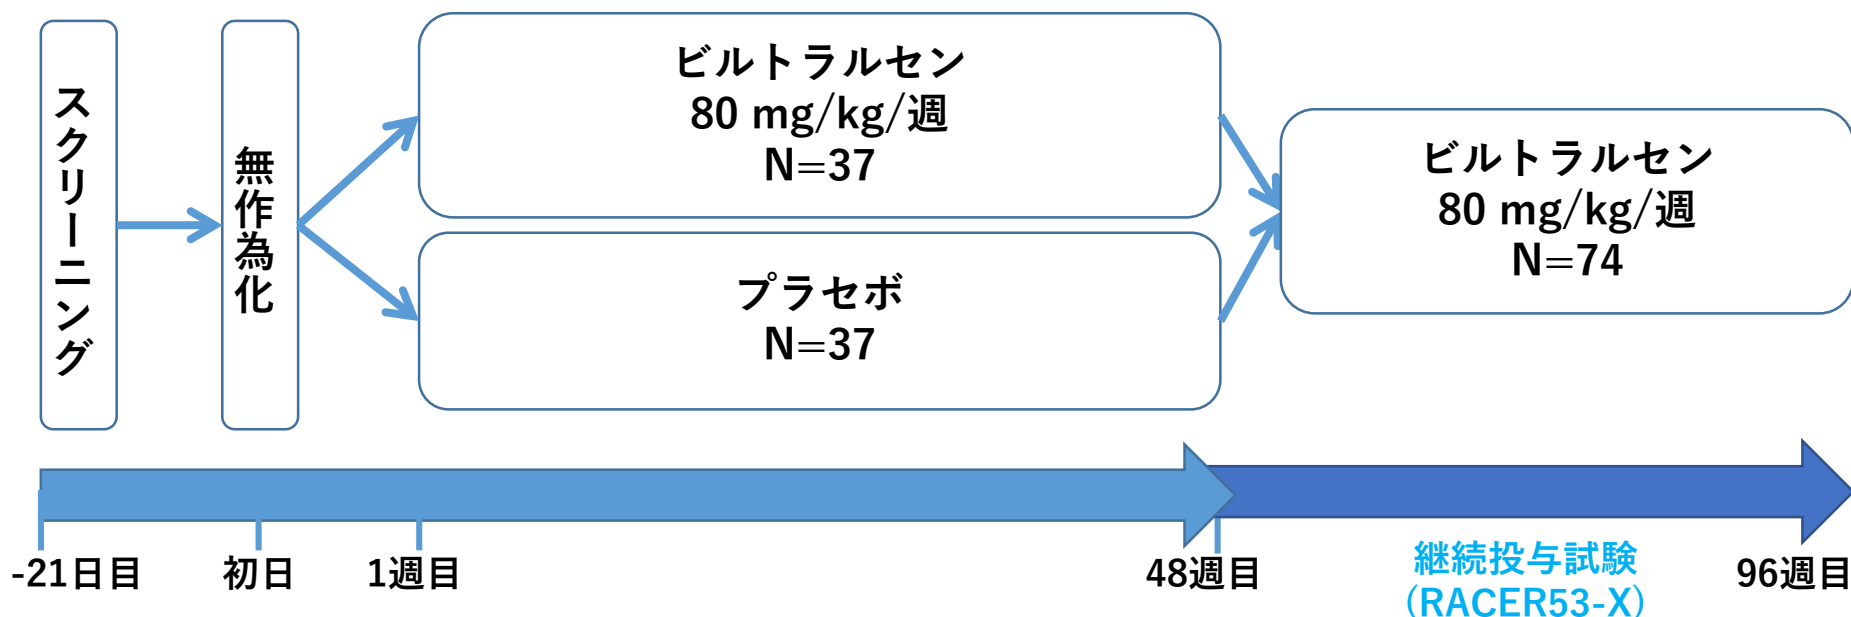 スクリーニング
無作為化
ビルトラルセン
80 mg/kg/週
N=37
プラセボ
N=37
ビルトラルセン
80 mg/kg/週
N=74
-21日目
初日
1週目
48週目
継続投与試験
(RACER53-X)
96週目